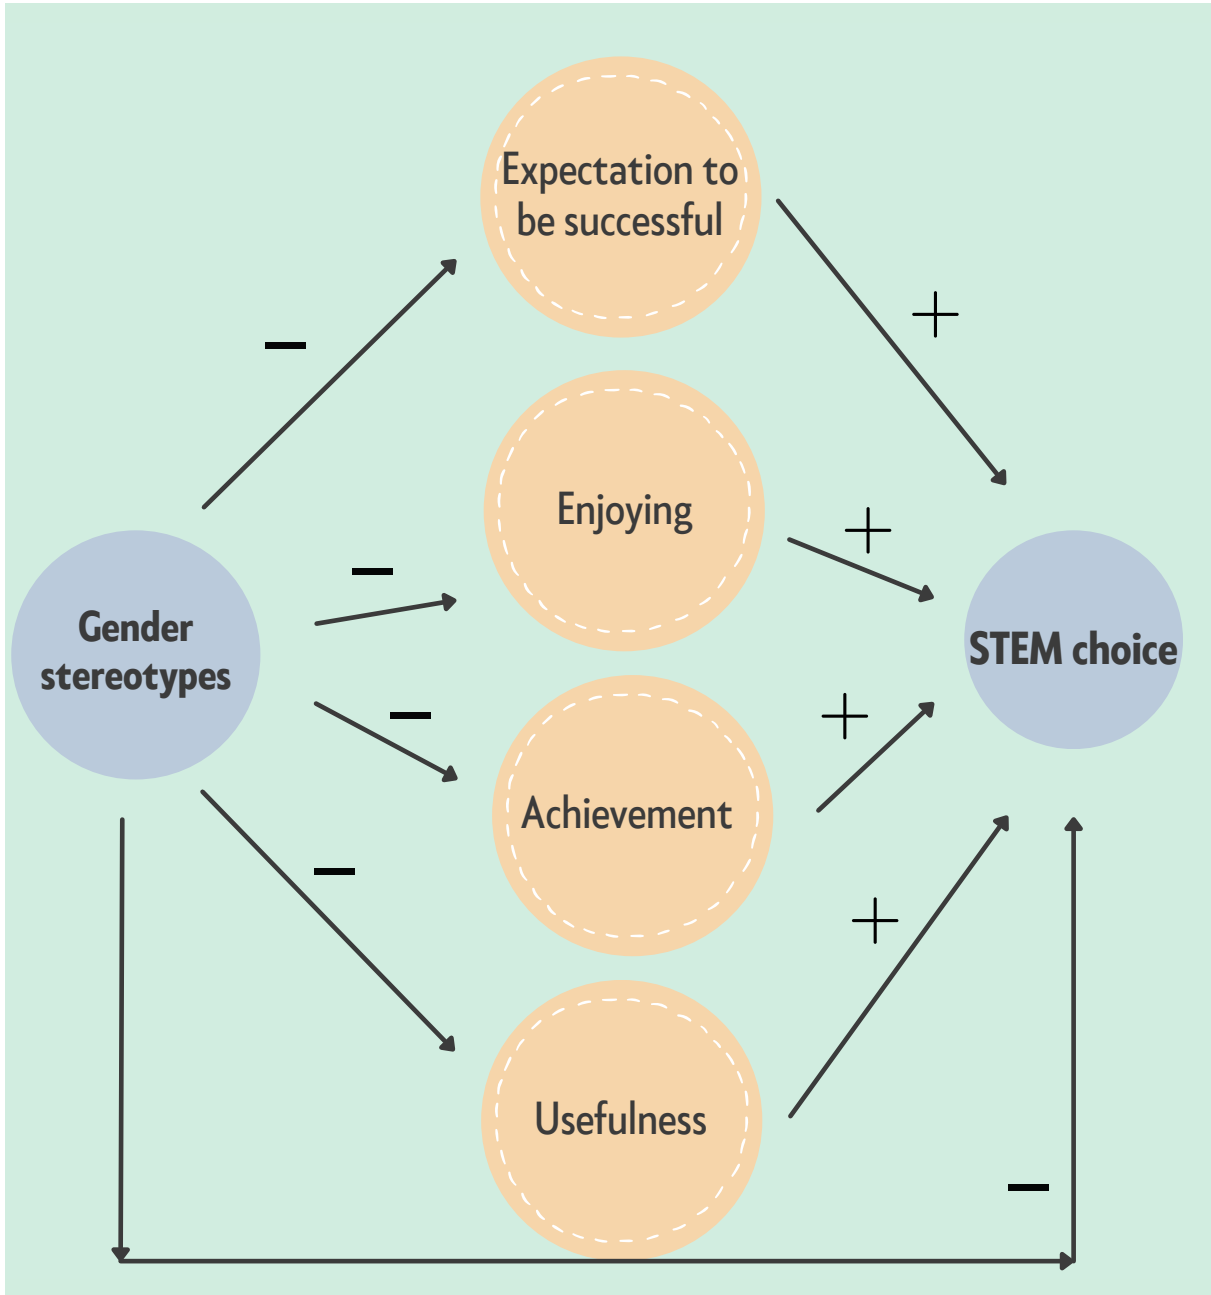 Expectation to
be successful
Enjoying
Gender
stereotypes
STEM choice
Achievement
Usefulness